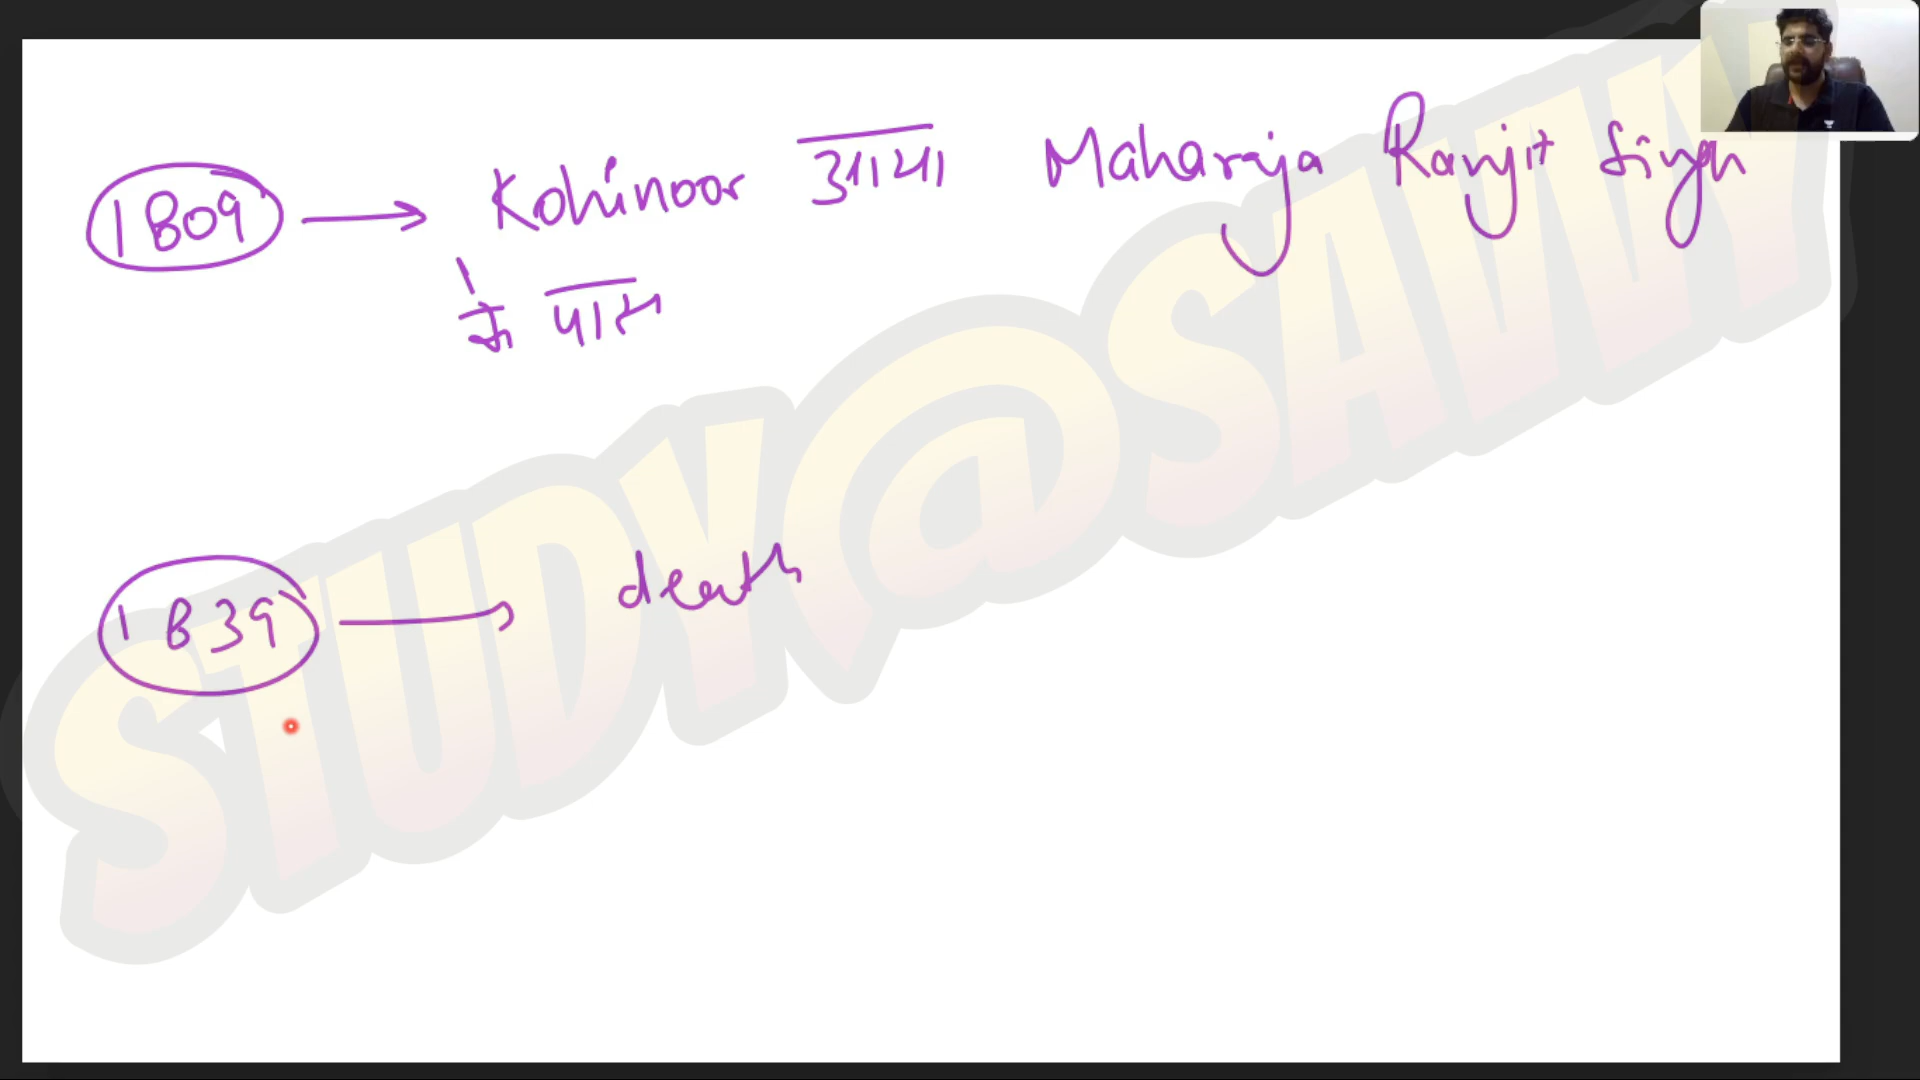 1809 → Kohinoor आया Maharaja Ranjit Singh
के पास
1839 → death
STUDY@SAVVY